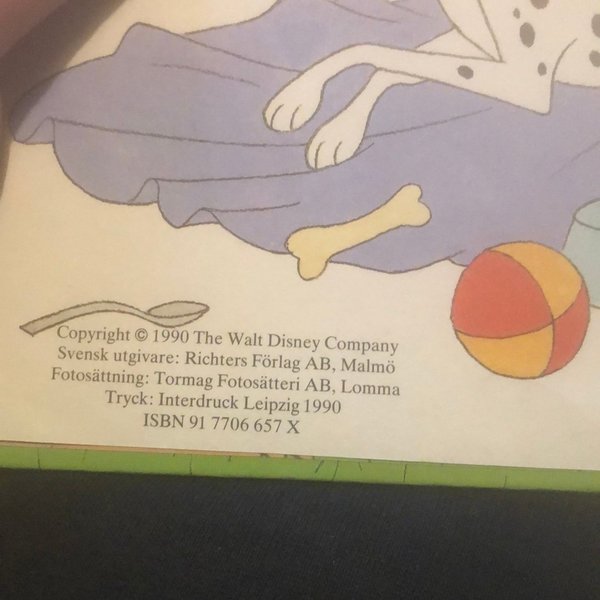 Copyright © 1990 The Walt Disney Company
Svensk utgivare: Richters Förlag AB, Malmö
Fotosättning: Tormag Fotosätteri AB, Lomma
Tryck: Interdruck Leipzig 1990
ISBN 91 7706 657 X